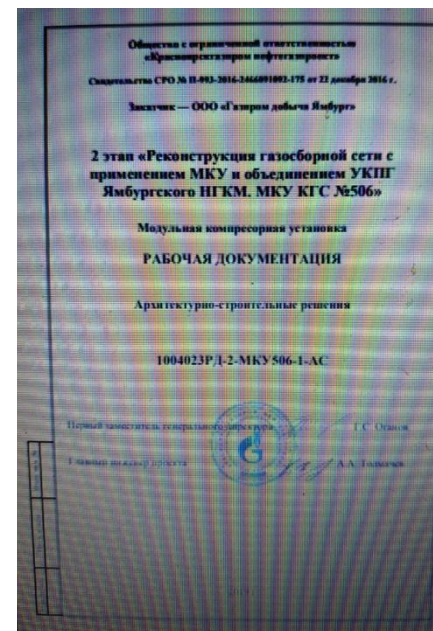 Общество с ограниченной ответственностью
«Красноярскгазпром нефтегазпроект»
Свидетельство СРО № П-093-2016-2466091092-175 от 22 декабря 2016 г.
Заказчик — ООО «Газпром добыча Ямбург»
2 этап «Реконструкция газосборной сети с
применением МКУ и объединением УКПГ
Ямбургского НГКМ. МКУ КГС №506»
Модульная компресорная установка
РАБОЧАЯ ДОКУМЕНТАЦИЯ
Архитектурно-строительные решения
1004023РД-2-МКУ506-1-АС
Первый заместитель генерального директора Г.С. Оганов
Главный инженер проекта А.А. Толмачев